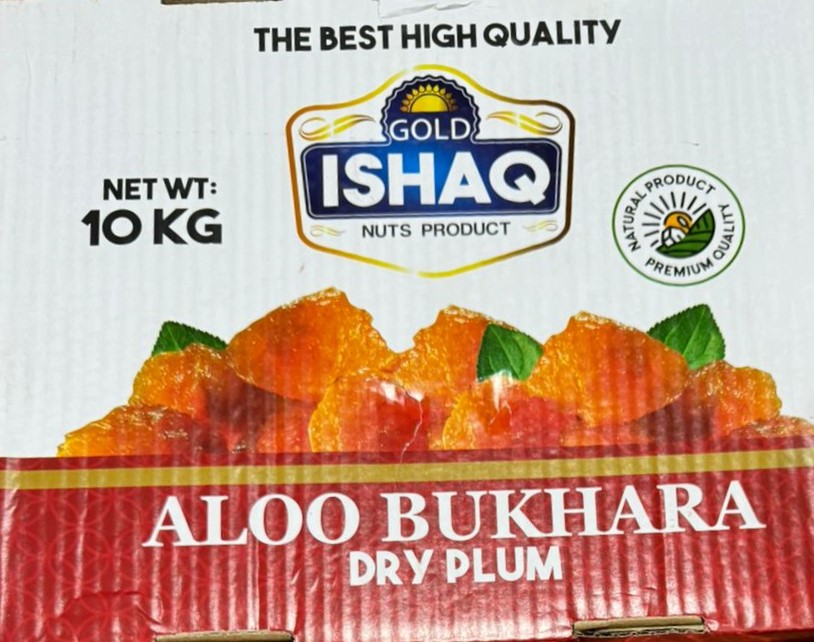 THE BEST HIGH QUALITY
GOLD
ISHAQ
NUTS PRODUCT
NET WT:
10 KG
NATURAL PRODUCT
PREMIUM QUALITY
ALOO BUKHARA
DRY PLUM